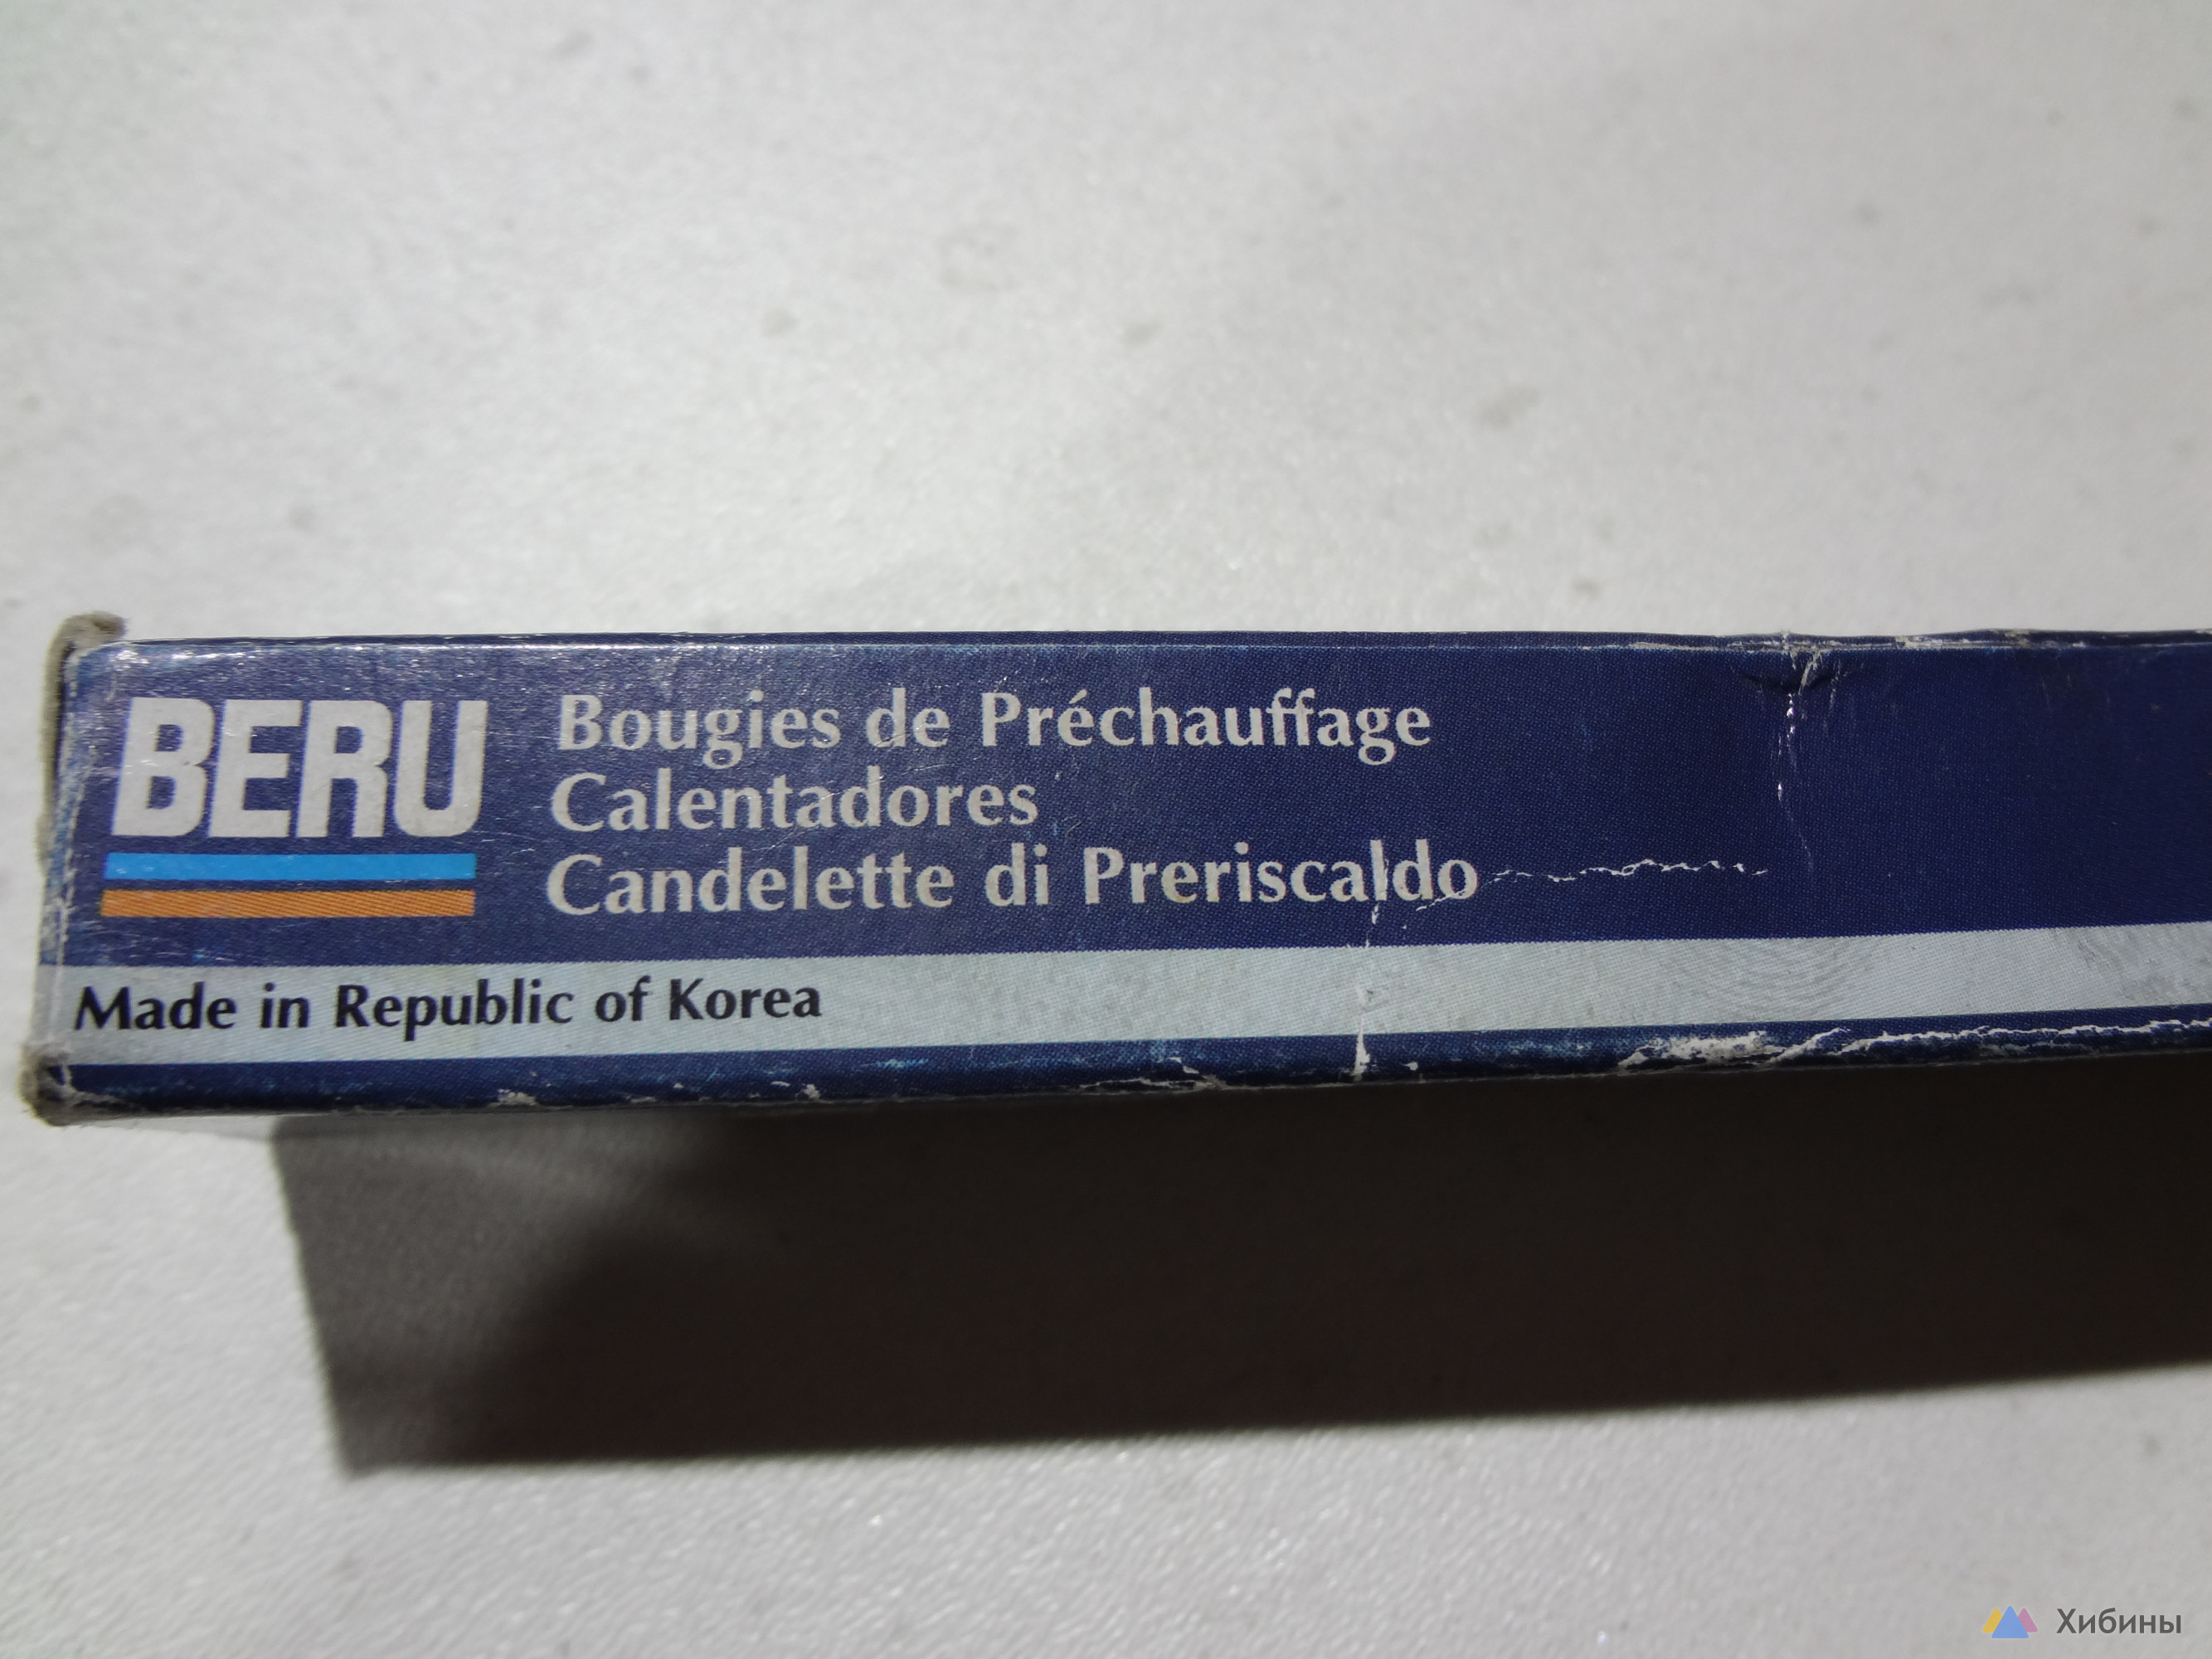 BERU
Bougies de Préchauffage
Calentadores
Candelette di Preriscaldo
Made in Republic of Korea
Хибины